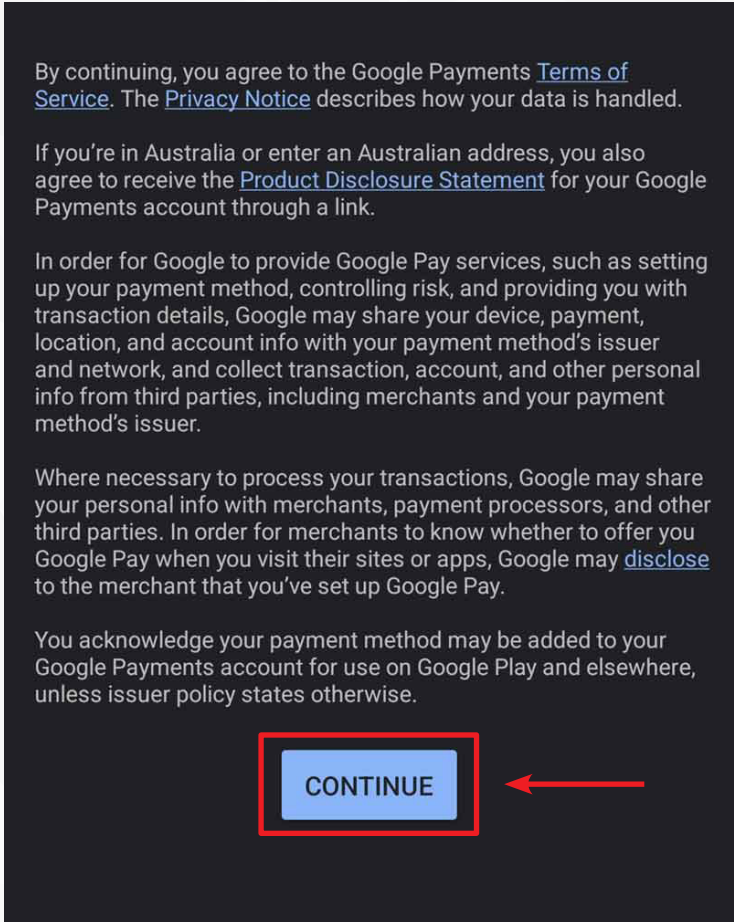 By continuing, you agree to the Google Payments Terms of
Service. The Privacy Notice describes how your data is handled.
If you’re in Australia or enter an Australian address, you also
agree to receive the Product Disclosure Statement for your Google
Payments account through a link.
In order for Google to provide Google Pay services, such as setting
up your payment method, controlling risk, and providing you with
transaction details, Google may share your device, payment,
location, and account info with your payment method’s issuer
and network, and collect transaction, account, and other personal
info from third parties, including merchants and your payment
method’s issuer.
Where necessary to process your transactions, Google may share
your personal info with merchants, payment processors, and other
third parties. In order for merchants to know whether to offer you
Google Pay when you visit their sites or apps, Google may disclose
to the merchant that you’ve set up Google Pay.
You acknowledge your payment method may be added to your
Google Payments account for use on Google Play and elsewhere,
unless issuer policy states otherwise.
CONTINUE